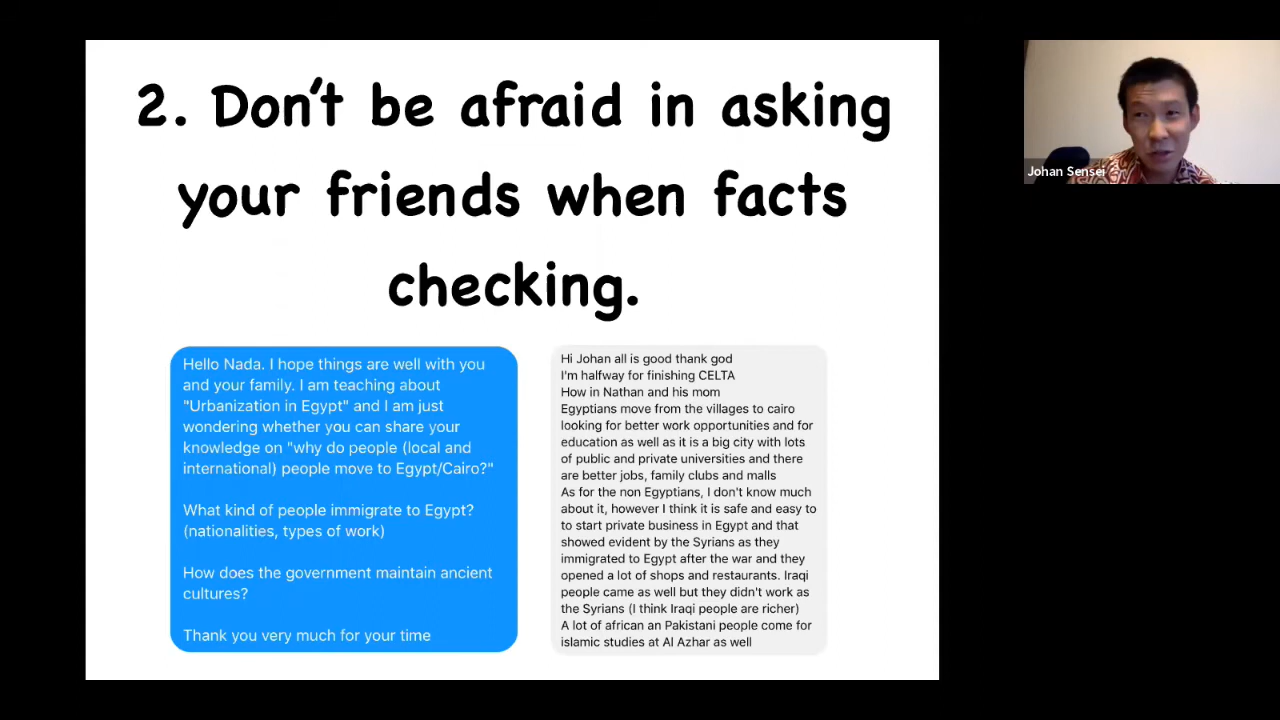 2. Don't be afraid in asking
your friends when facts
checking.
Hello Nada. I hope things are well with you
and your family. I am teaching about
"Urbanization in Egypt" and I am just
wondering whether you can share your
knowledge on "why do people (local and
international) people move to Egypt/Cairo?"
What kind of people immigrate to Egypt?
(nationalities, types of work)
How does the government maintain ancient
cultures?
Thank you very much for your time
Hi Johan all is good thank god
I'm halfway for finishing CELTA
How in Nathan and his mom
Egyptians move from the villages to cairo
looking for better work opportunities and for
education as well as it is a big city with lots
of public and private universities and there
are better jobs, family clubs and malls
As for the non Egyptians, I don't know much
about it, however I think it is safe and easy to
to start private business in Egypt and that
showed evident by the Syrians as they
immigrated to Egypt after the war and they
opened a lot of shops and restaurants. Iraqi
people came as well but they didn't work as
the Syrians (I think Iraqi people are richer)
A lot of african an Pakistani people come for
islamic studies at Al Azhar as well
Johan Sensei